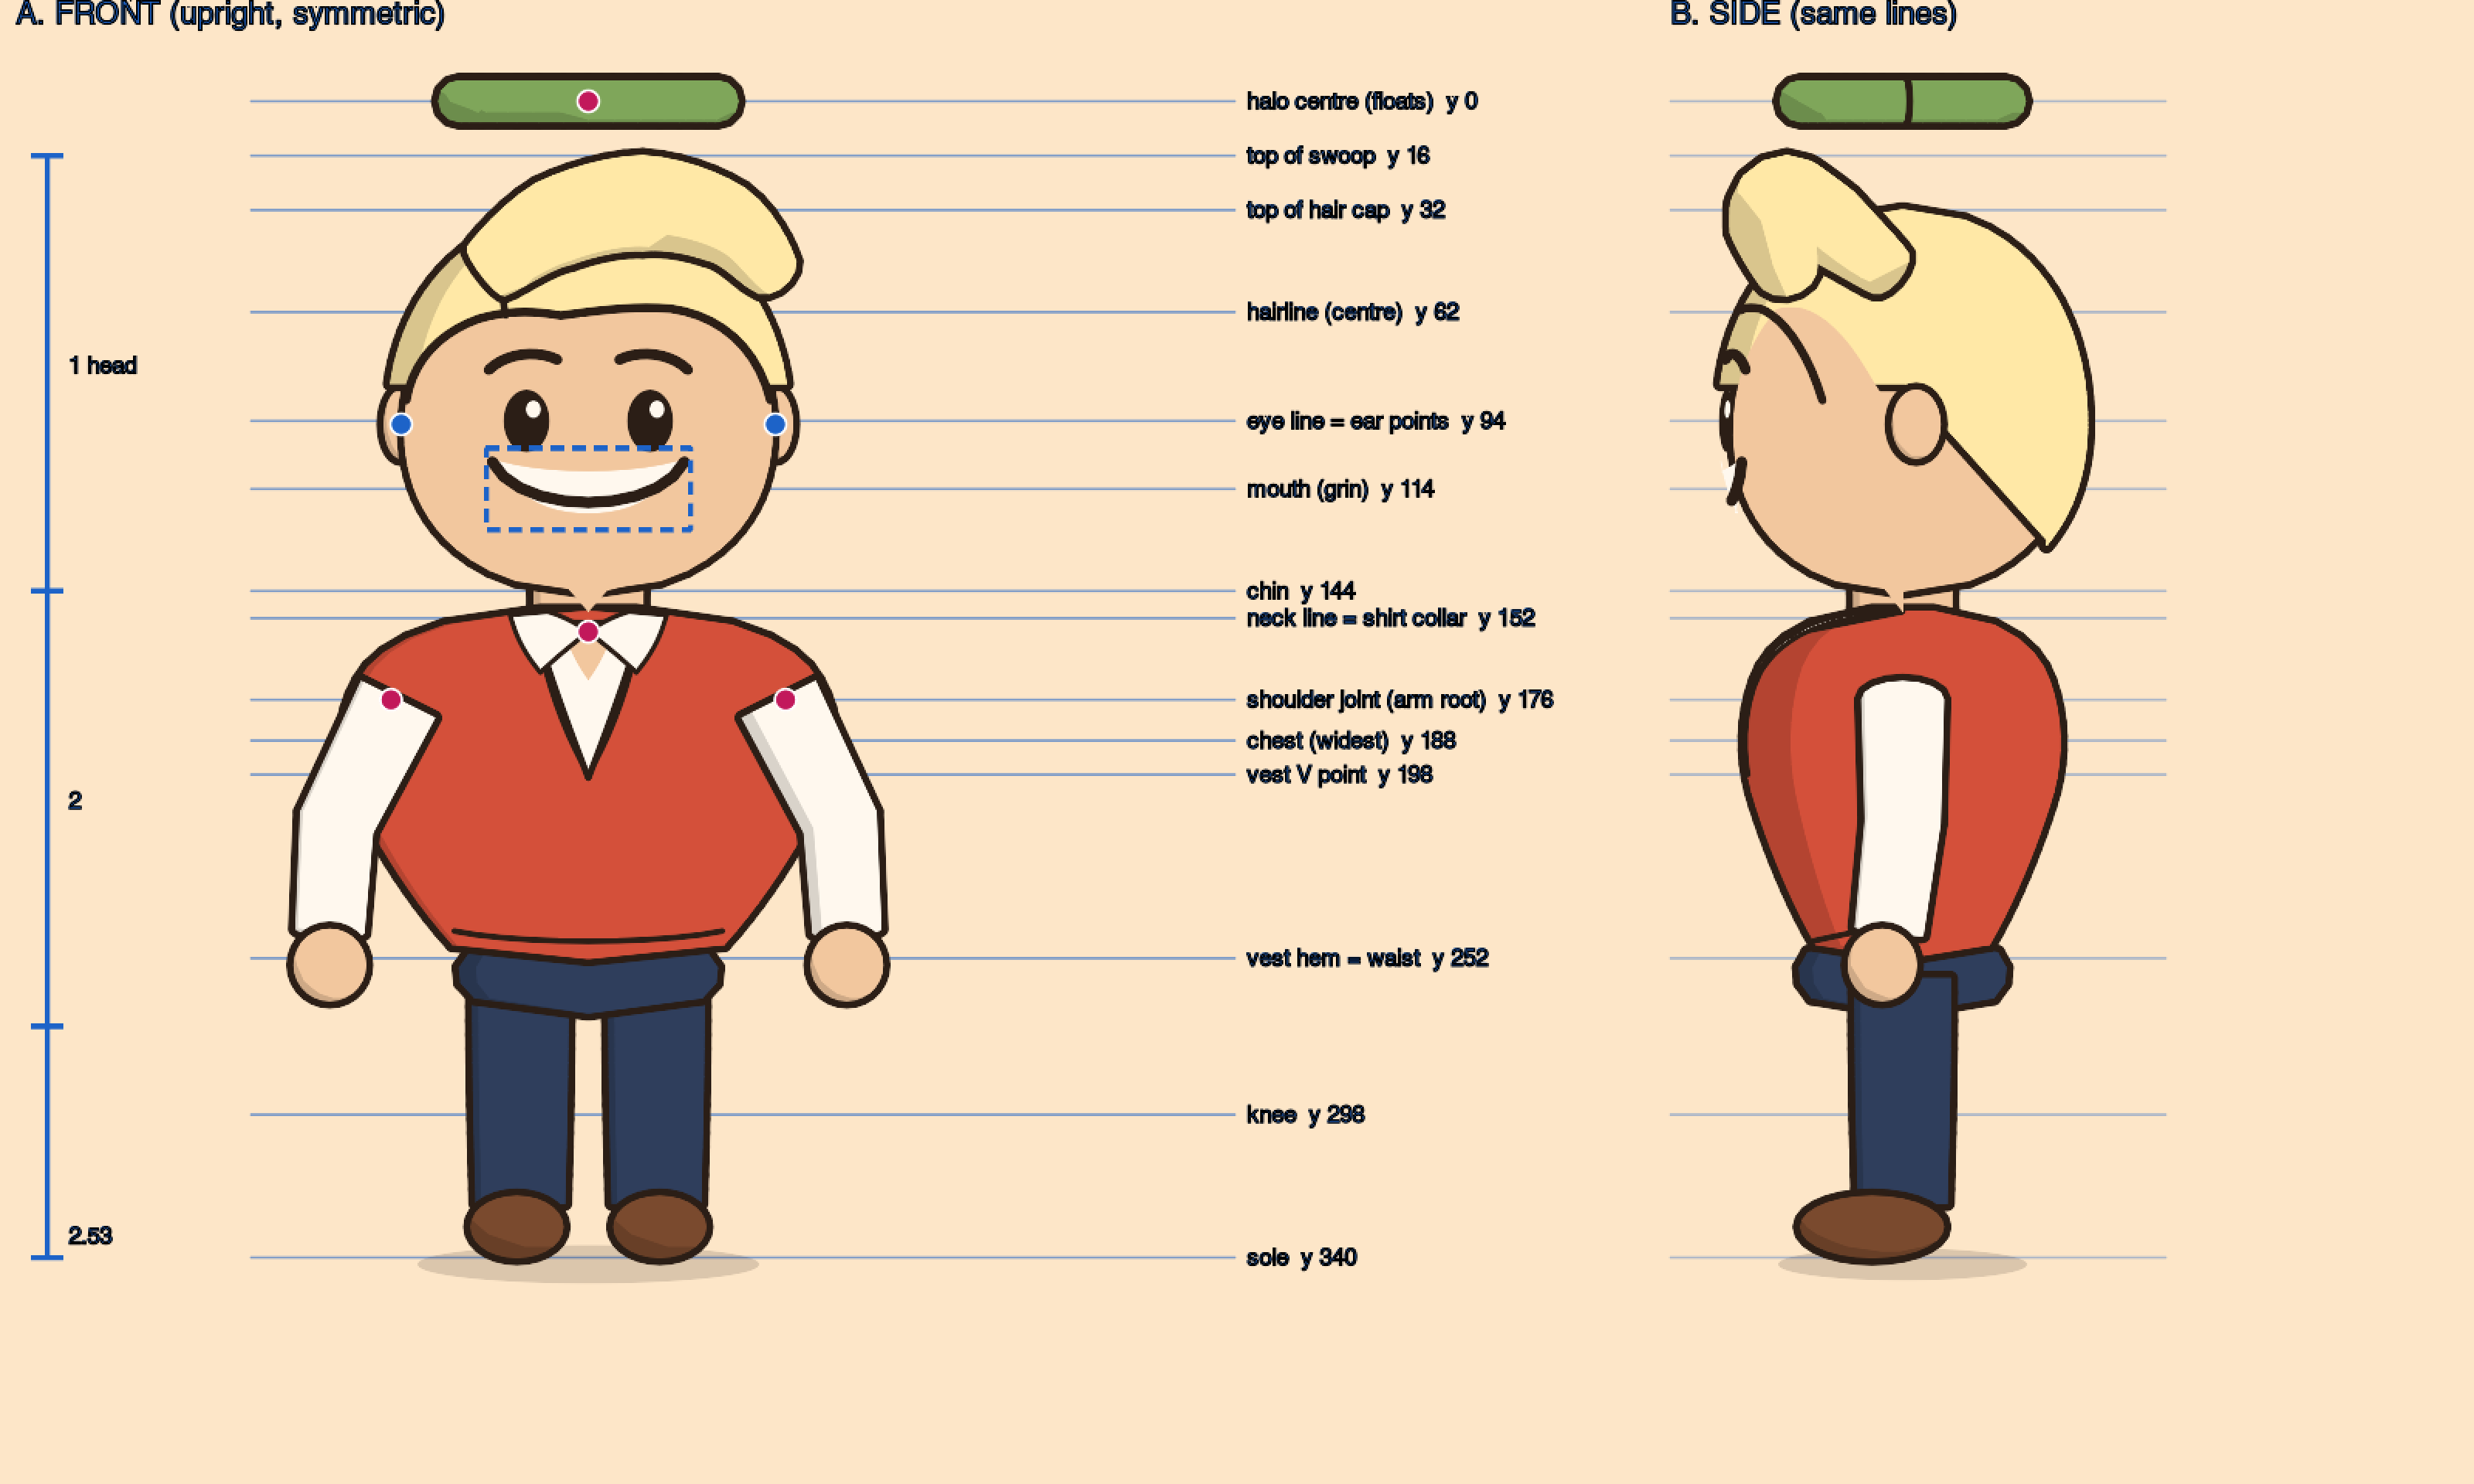 A. FRONT (upright, symmetric)
B. SIDE (same lines)
halo centre (floats)  y 0
top of swoop  y 16
top of hair cap  y 32
hairline (centre)  y 62
1 head
eye line = ear points  y 94
mouth (grin)  y 114
chin  y 144
neck line = shirt collar  y 152
shoulder joint (arm root)  y 176
chest (widest)  y 188
vest V point  y 198
2
vest hem = waist  y 252
knee  y 298
2.53
sole  y 340